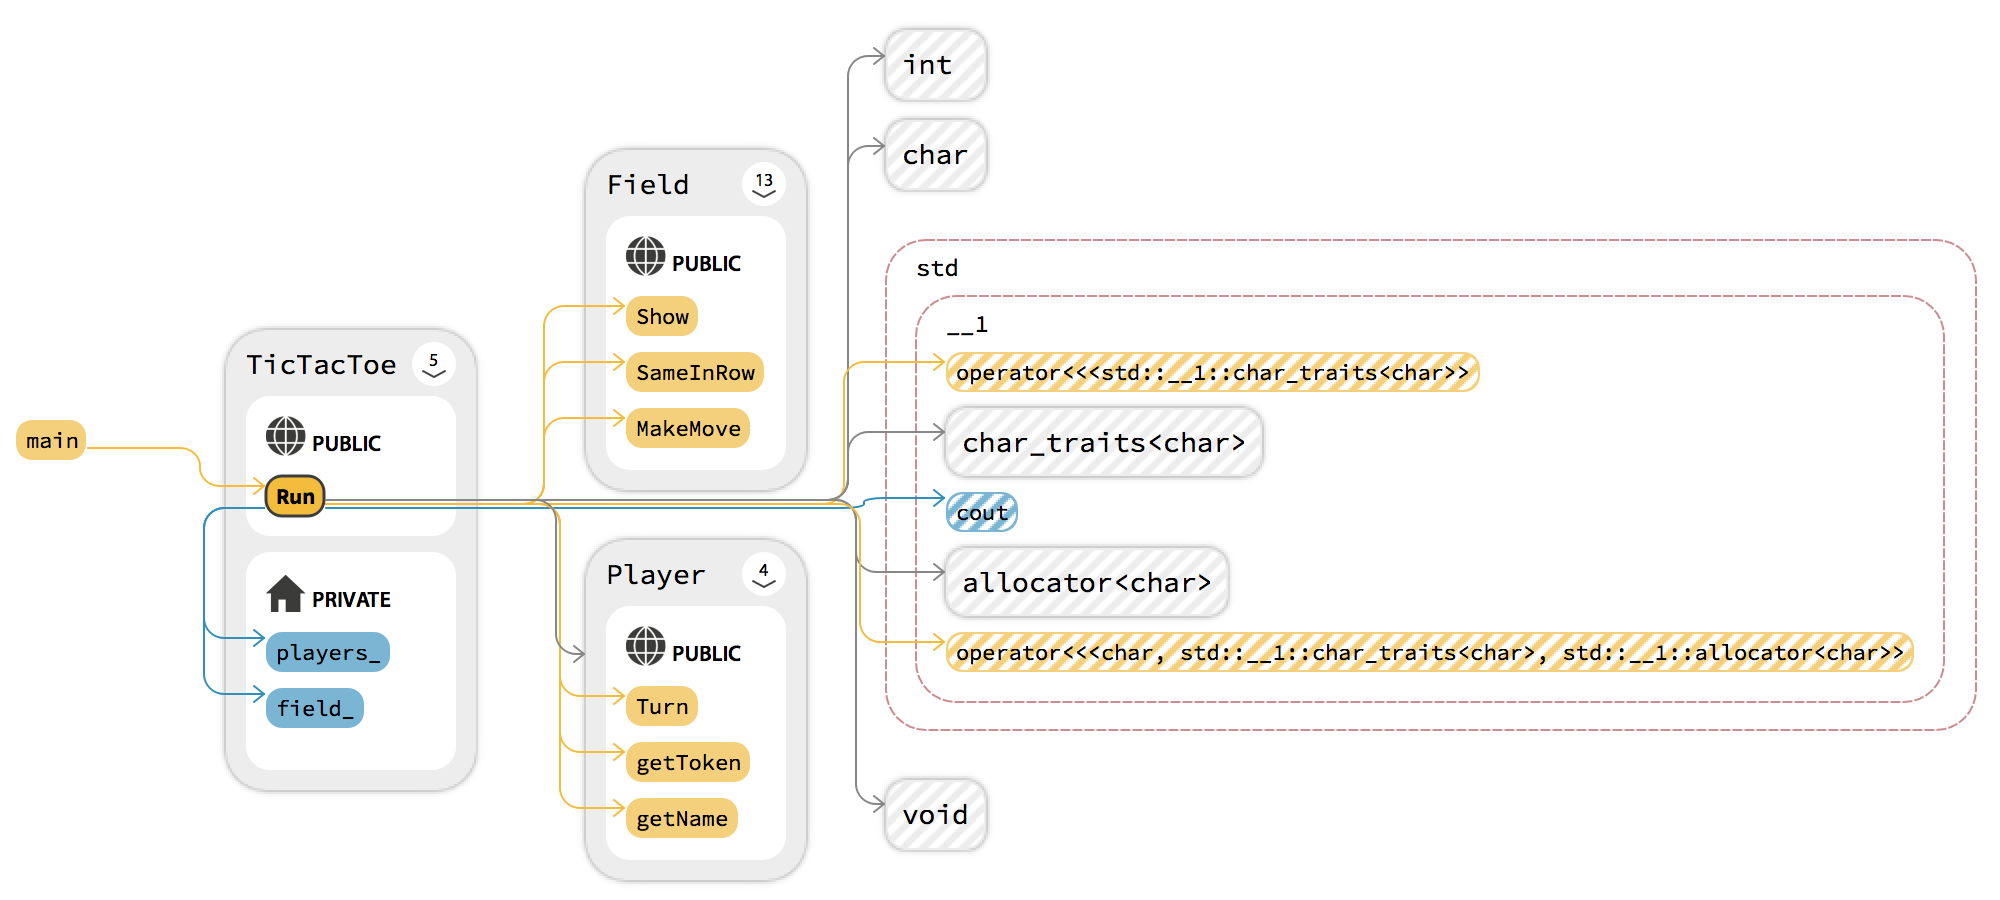 main
TicTacToe
5
PUBLIC
Run
PRIVATE
players_
field_
Field
13
PUBLIC
Show
SameInRow
MakeMove
Player
4
PUBLIC
Turn
getToken
getName
int
char
std
__1
operator<<<std::__1::char_traits<char>>
char_traits<char>
cout
allocator<char>
operator<<<char, std::__1::char_traits<char>, std::__1::allocator<char>>
void